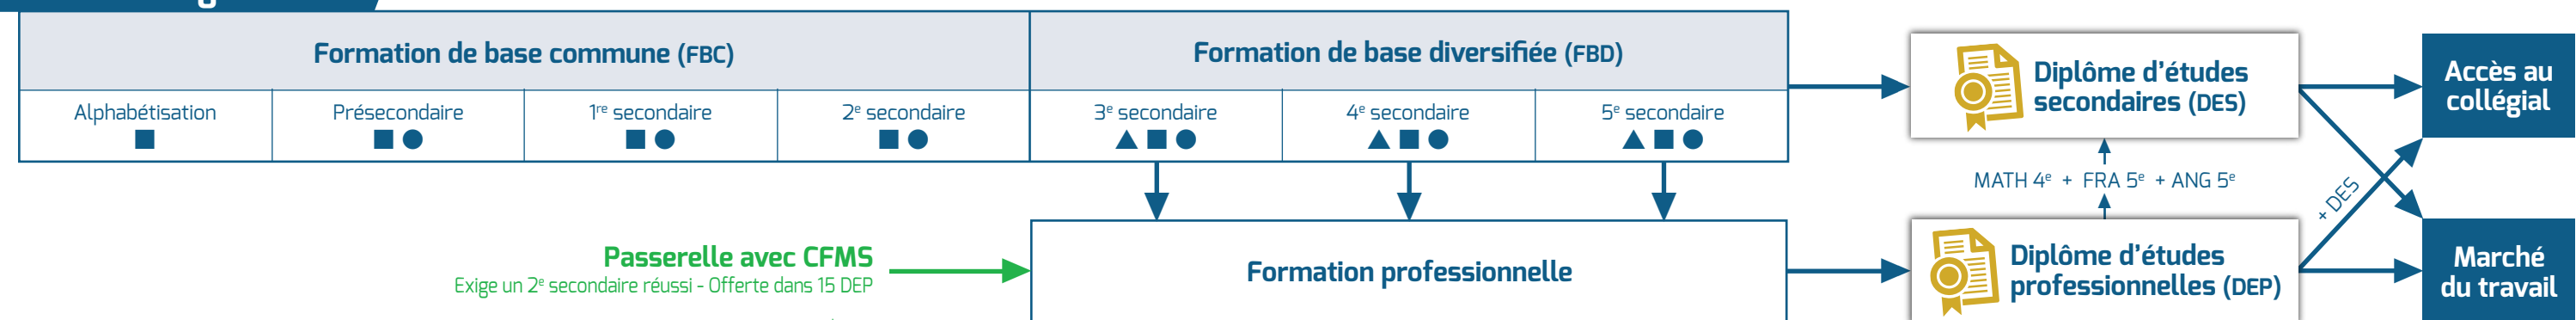 Formation de base commune (FBC)
Formation de base diversifiée (FBD)
Alphabétisation
Présecondaire
1re secondaire
2e secondaire
3e secondaire
4e secondaire
5e secondaire
Diplôme d’études
secondaires (DES)
Accès au
collégial
MATH 4e + FRA 5e + ANG 5e
+ DES
Passerelle avec CFMS
Exige un 2e secondaire réussi - Offerte dans 15 DEP
Formation professionnelle
Diplôme d’études
professionnelles (DEP)
Marché
du travail